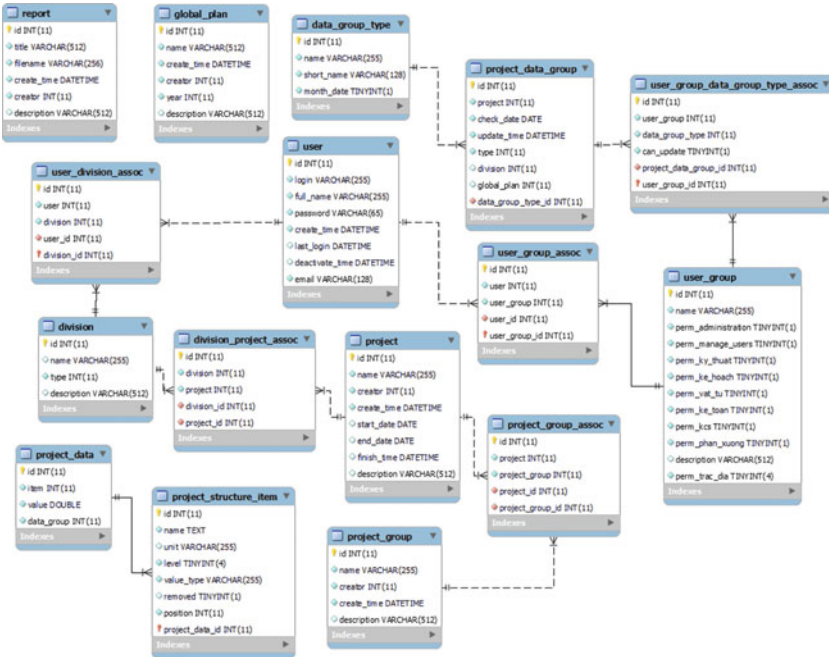 report
id INT(11)
title VARCHAR(512)
filename VARCHAR(256)
create_time DATETIME
creator INT(11)
description VARCHAR(512)
Indexes
global_plan
id INT(11)
name VARCHAR(512)
create_time DATETIME
creator INT(11)
year INT(11)
description VARCHAR(512)
Indexes
data_group_type
id INT(11)
name VARCHAR(255)
short_name VARCHAR(128)
month_date TINYINT(1)
Indexes
project_data_group
id INT(11)
project INT(11)
check_date DATE
update_time DATETIME
type INT(11)
division INT(11)
global_plan INT(11)
data_group_type_id INT(11)
Indexes
user_group_data_group_type_assoc
id INT(11)
user_group INT(11)
data_group_type INT(11)
can_update TINYINT(1)
project_data_group_id INT(11)
user_group_id INT(11)
Indexes
user_division_assoc
id INT(11)
user INT(11)
division INT(11)
user_id INT(11)
division_id INT(11)
Indexes
user
id INT(11)
login VARCHAR(255)
full_name VARCHAR(255)
password VARCHAR(65)
create_time DATETIME
last_login DATETIME
deactivate_time DATETIME
email VARCHAR(128)
Indexes
user_group_assoc
id INT(11)
user INT(11)
user_group INT(11)
user_id INT(11)
user_group_id INT(11)
Indexes
user_group
id INT(11)
name VARCHAR(255)
perm_administration TINYINT(1)
perm_manage_users TINYINT(1)
perm_ky_thuat TINYINT(1)
perm_ke_hoach TINYINT(1)
perm_vat_tu TINYINT(1)
perm_ke_toan TINYINT(1)
perm_kcs TINYINT(1)
perm_phan_xuong TINYINT(1)
description VARCHAR(512)
perm_trac_dia TINYINT(4)
Indexes
division
id INT(11)
name VARCHAR(255)
type INT(11)
description VARCHAR(512)
Indexes
division_project_assoc
id INT(11)
division INT(11)
project INT(11)
division_id INT(11)
project_id INT(11)
Indexes
project
id INT(11)
name VARCHAR(255)
creator INT(11)
create_time DATETIME
start_date DATE
end_date DATE
finish_time DATETIME
description VARCHAR(512)
Indexes
project_group_assoc
id INT(11)
project INT(11)
project_group INT(11)
project_id INT(11)
project_group_id INT(11)
Indexes
project_data
id INT(11)
item INT(11)
value DOUBLE
data_group INT(11)
Indexes
project_structure_item
id INT(11)
name TEXT
unit VARCHAR(255)
level TINYINT(4)
value_type VARCHAR(255)
removed TINYINT(1)
position INT(11)
project_data_id INT(11)
Indexes
project_group
id INT(11)
name VARCHAR(255)
creator INT(11)
create_time DATETIME
description VARCHAR(512)
Indexes